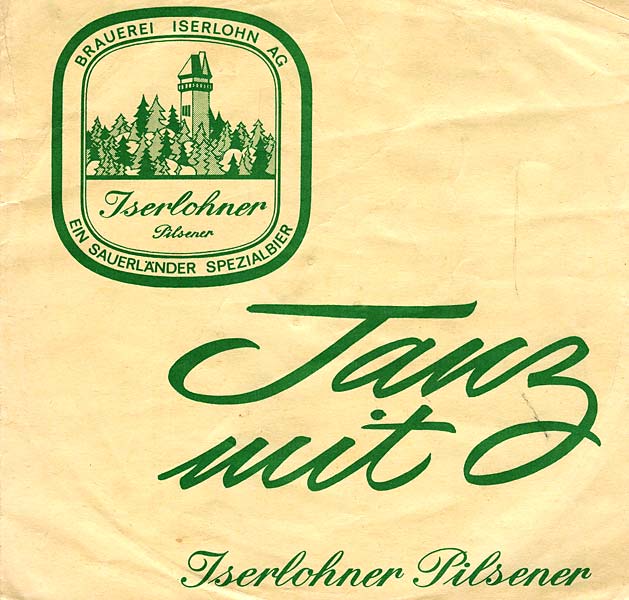 BRAUEREI ISERLOHN AG
Iserlohner
Pilsener
EIN SAUERLÄNDER SPEZIALBIER
Tanz
mit
Iserlohner Pilsener